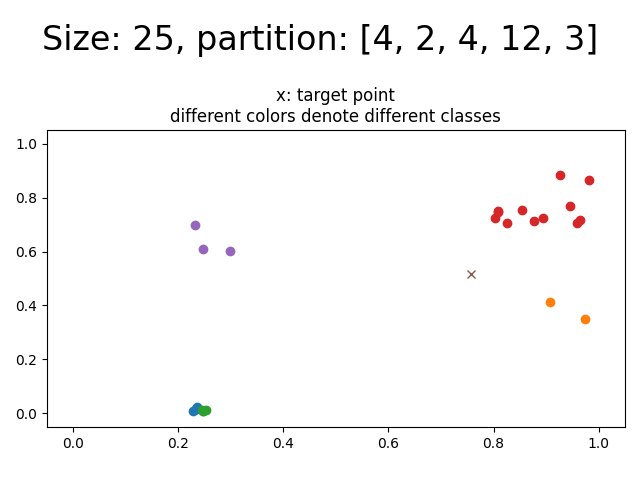 Size: 25, partition: [4, 2, 4, 12, 3]
x: target point
different colors denote different classes
1.0
0.8
0.6
0.4
0.2
0.0
0.0 0.2 0.4 0.6 0.8 1.0